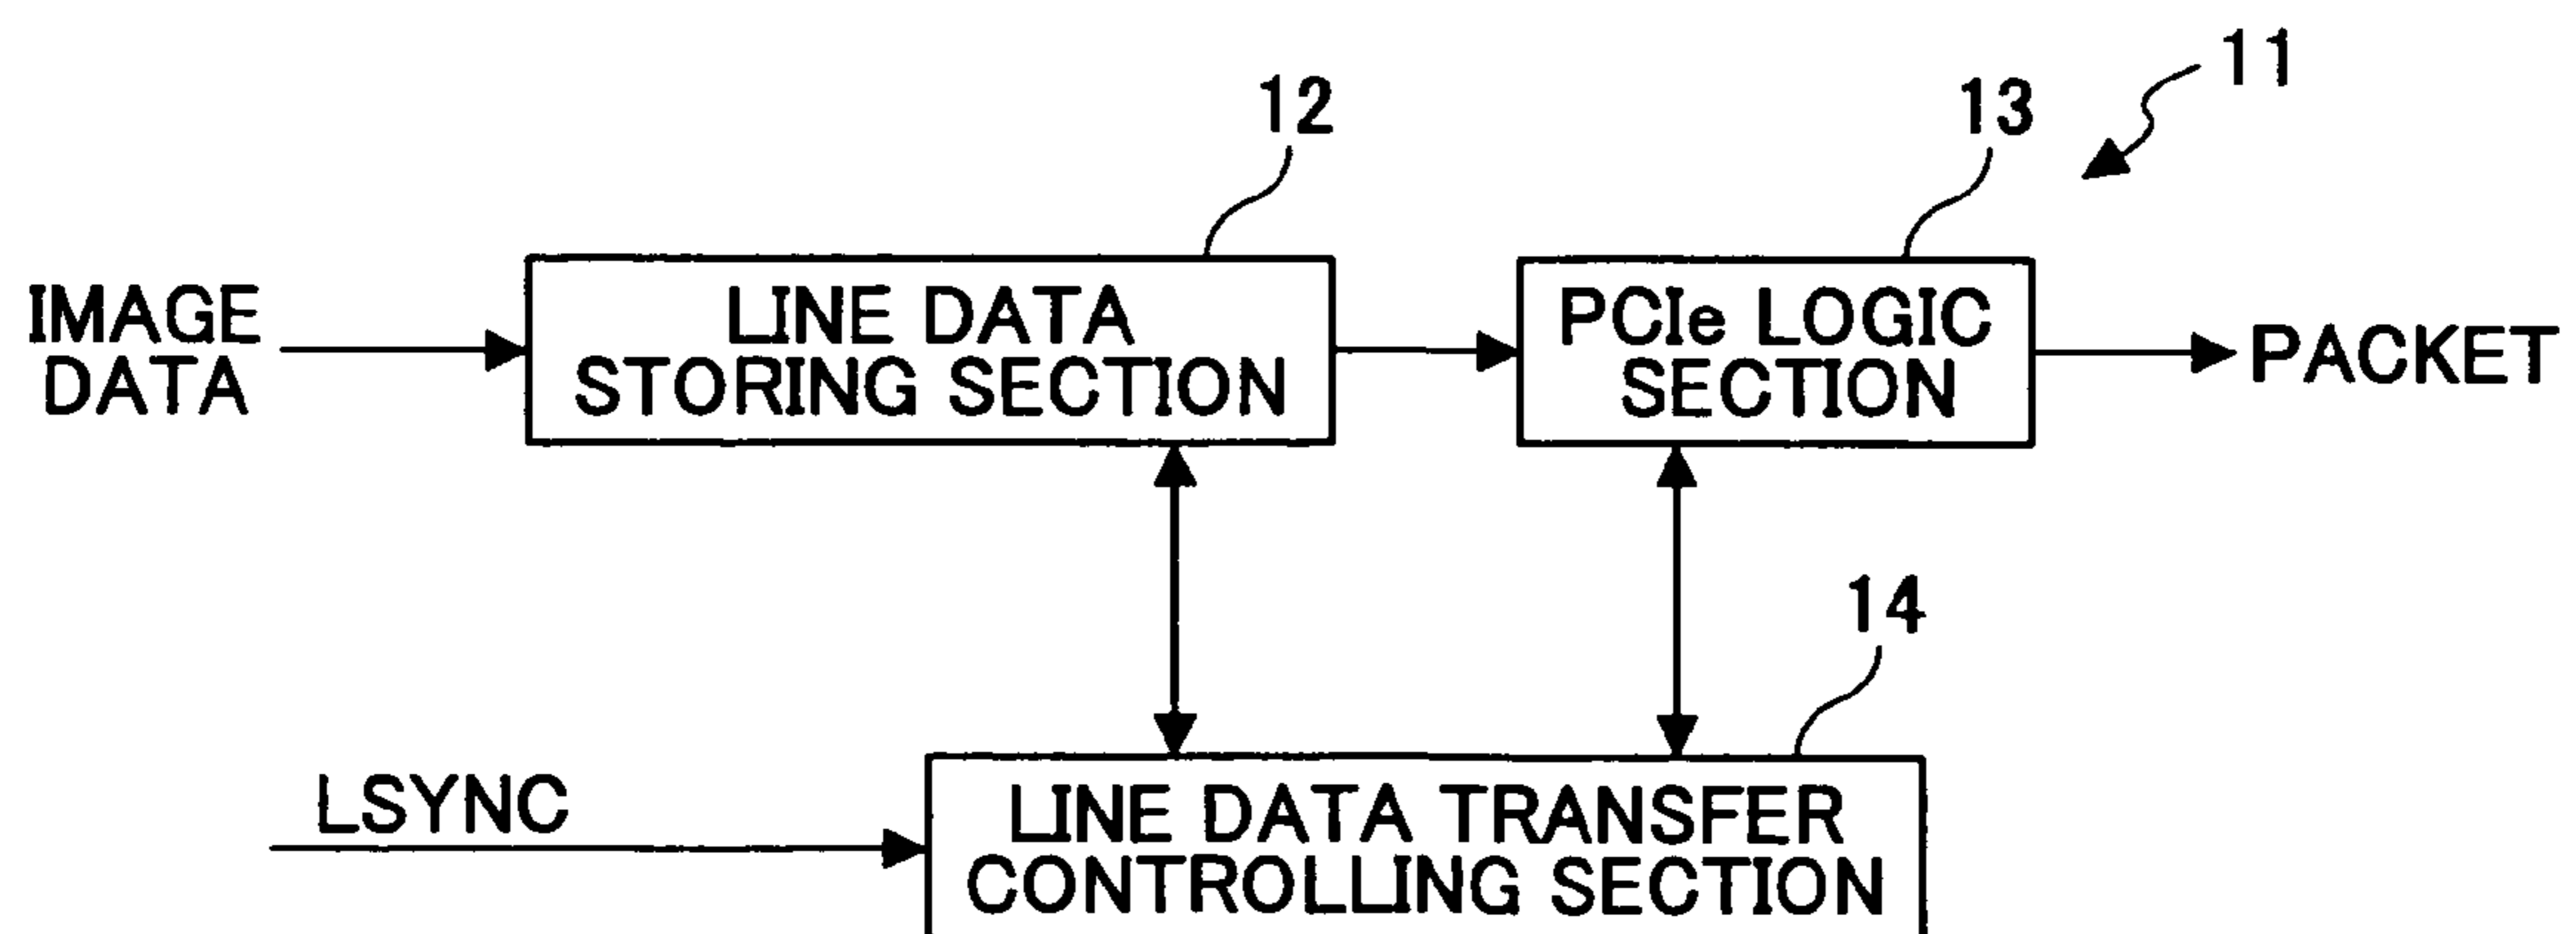 11
12
13
IMAGE
DATA
LINE DATA
STORING SECTION
PCIe LOGIC
SECTION
PACKET
14
LSYNC
LINE DATA TRANSFER
CONTROLLING SECTION